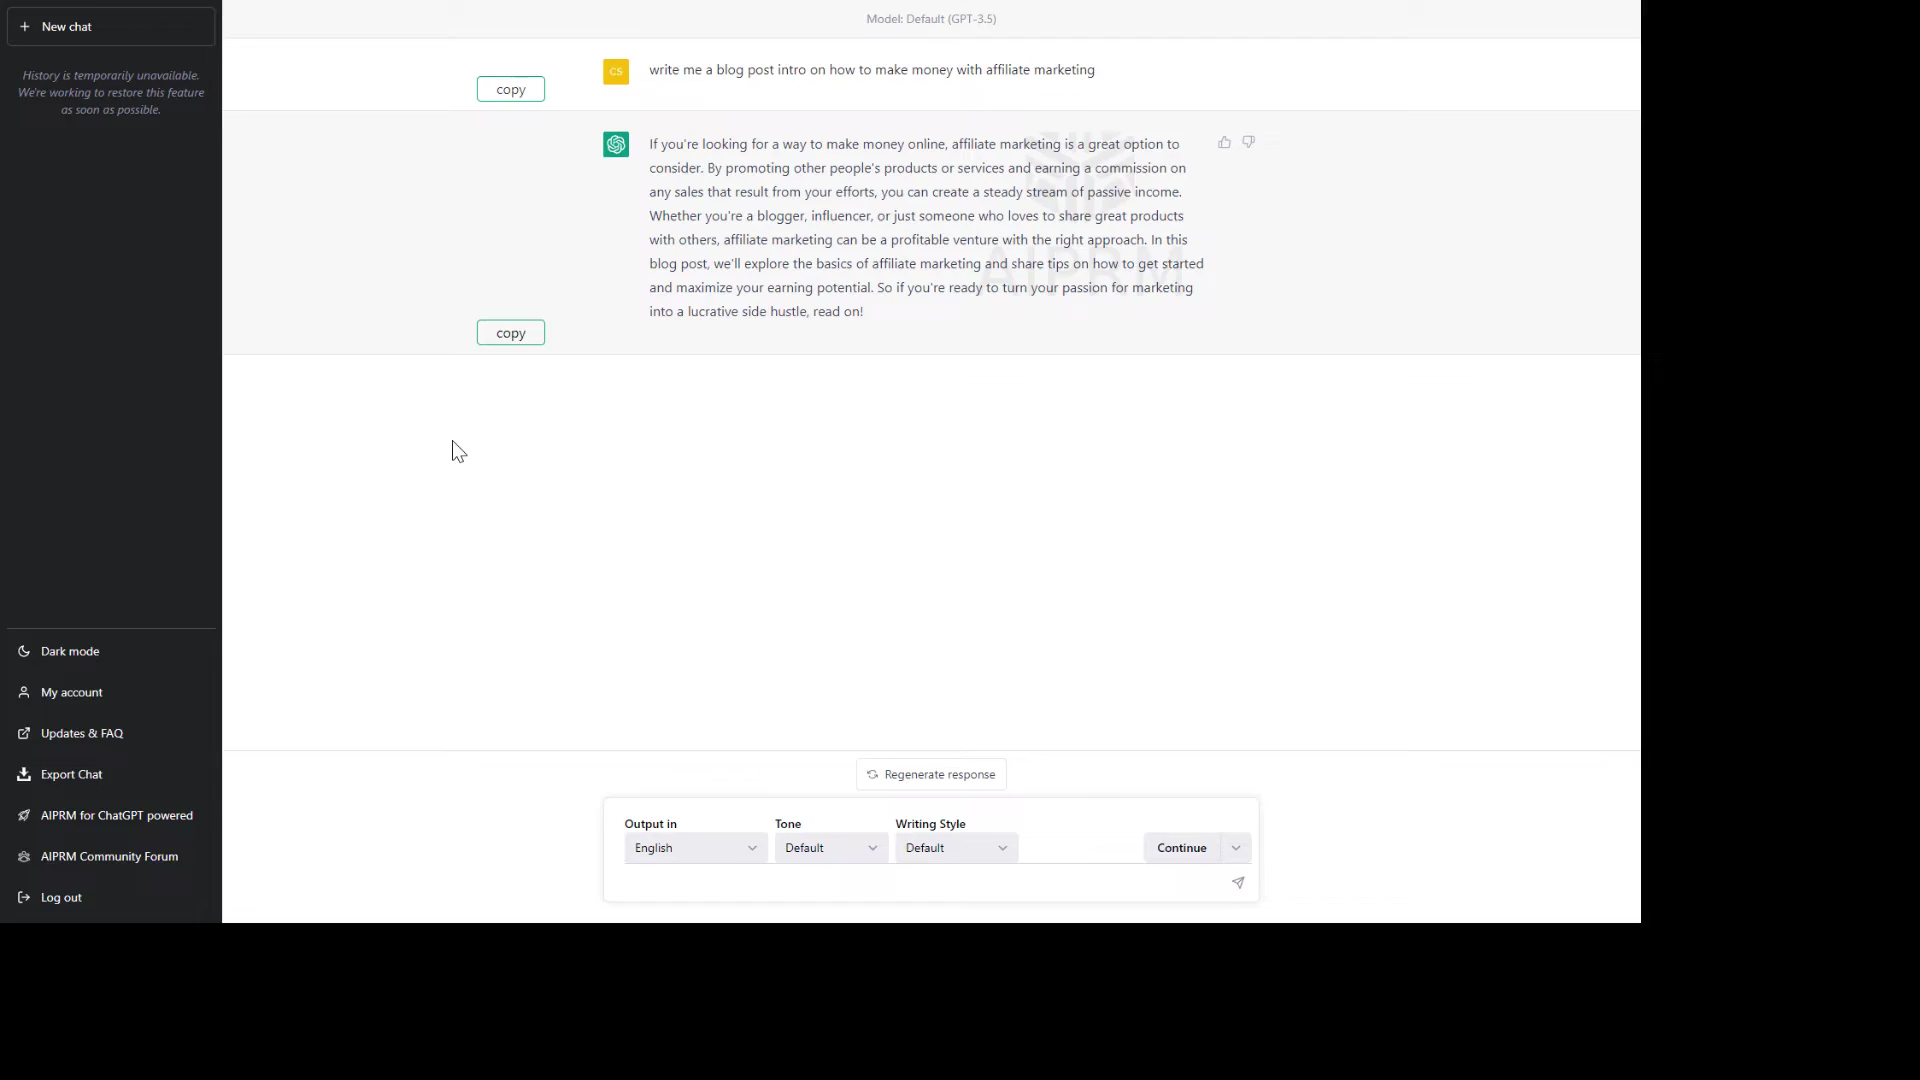 New chat
History is temporarily unavailable.
We're working to restore this feature
as soon as possible.
Dark mode
My account
Updates & FAQ
Export Chat
AIPRM for ChatGPT powered
AIPRM Community Forum
Log out
Model: Default (GPT-3.5)
CS
write me a blog post intro on how to make money with affiliate marketing
copy
If you're looking for a way to make money online, affiliate marketing is a great option to
consider. By promoting other people's products or services and earning a commission on
any sales that result from your efforts, you can create a steady stream of passive income.
Whether you're a blogger, influencer, or just someone who loves to share great products
with others, affiliate marketing can be a profitable venture with the right approach. In this
blog post, we'll explore the basics of affiliate marketing and share tips on how to get started
and maximize your earning potential. So if you're ready to turn your passion for marketing
into a lucrative side hustle, read on!
AIPRM
copy
Regenerate response
Output in
Tone
Writing Style
English
Default
Default
Continue